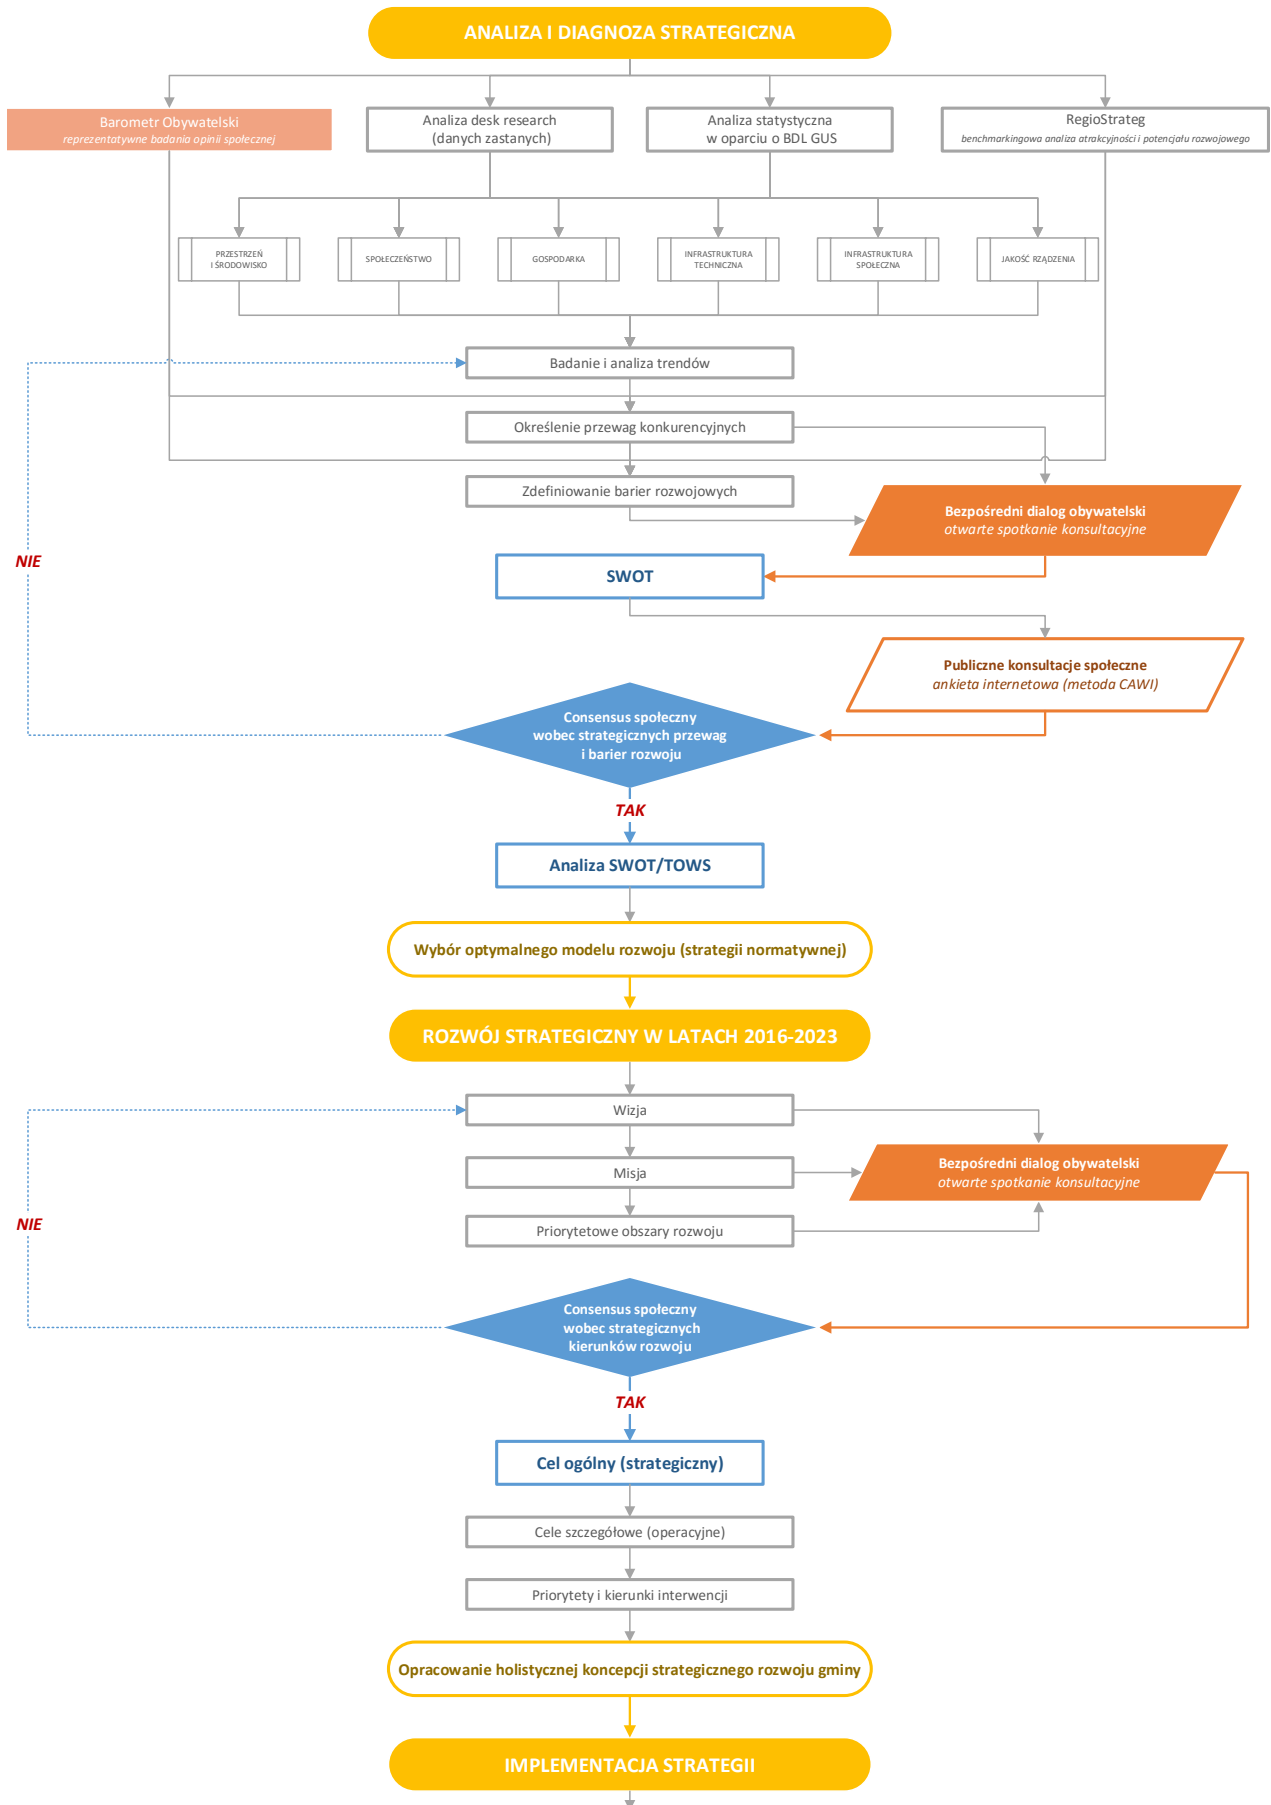 ANALIZA I DIAGNOZA STRATEGICZNA
Barometr Obywatelski
reprezentatywne badania opinii społecznej
Analiza desk research
(danych zastanych)
Analiza statystyczna
w oparciu o BDL GUS
RegioStrateg
benchmarkingowa analiza atrakcyjności i potencjału rozwojowego
PRZESTRZEŃ
I ŚRODOWISKO
SPOŁECZEŃSTWO
GOSPODARKA
INFRASTRUKTURA
TECHNICZNA
INFRASTRUKTURA
SPOŁECZNA
JAKOŚĆ RZĄDZENIA
Badanie i analiza trendów
Określenie przewag konkurencyjnych
Zdefiniowanie barier rozwojowych
Bezpośredni dialog obywatelski
otwarte spotkanie konsultacyjne
NIE
SWOT
Publiczne konsultacje społeczne
ankieta internetowa (metoda CAWI)
Consensus społeczny
wobec strategicznych przewag
i barier rozwoju
TAK
Analiza SWOT/TOWS
Wybór optymalnego modelu rozwoju (strategii normatywnej)
ROZWÓJ STRATEGICZNY W LATACH 2016-2023
Wizja
Misja
Bezpośredni dialog obywatelski
otwarte spotkanie konsultacyjne
NIE
Priorytetowe obszary rozwoju
Consensus społeczny
wobec strategicznych
kierunków rozwoju
TAK
Cel ogólny (strategiczny)
Cele szczegółowe (operacyjne)
Priorytety i kierunki interwencji
Opracowanie holistycznej koncepcji strategicznego rozwoju gminy
IMPLEMENTACJA STRATEGII